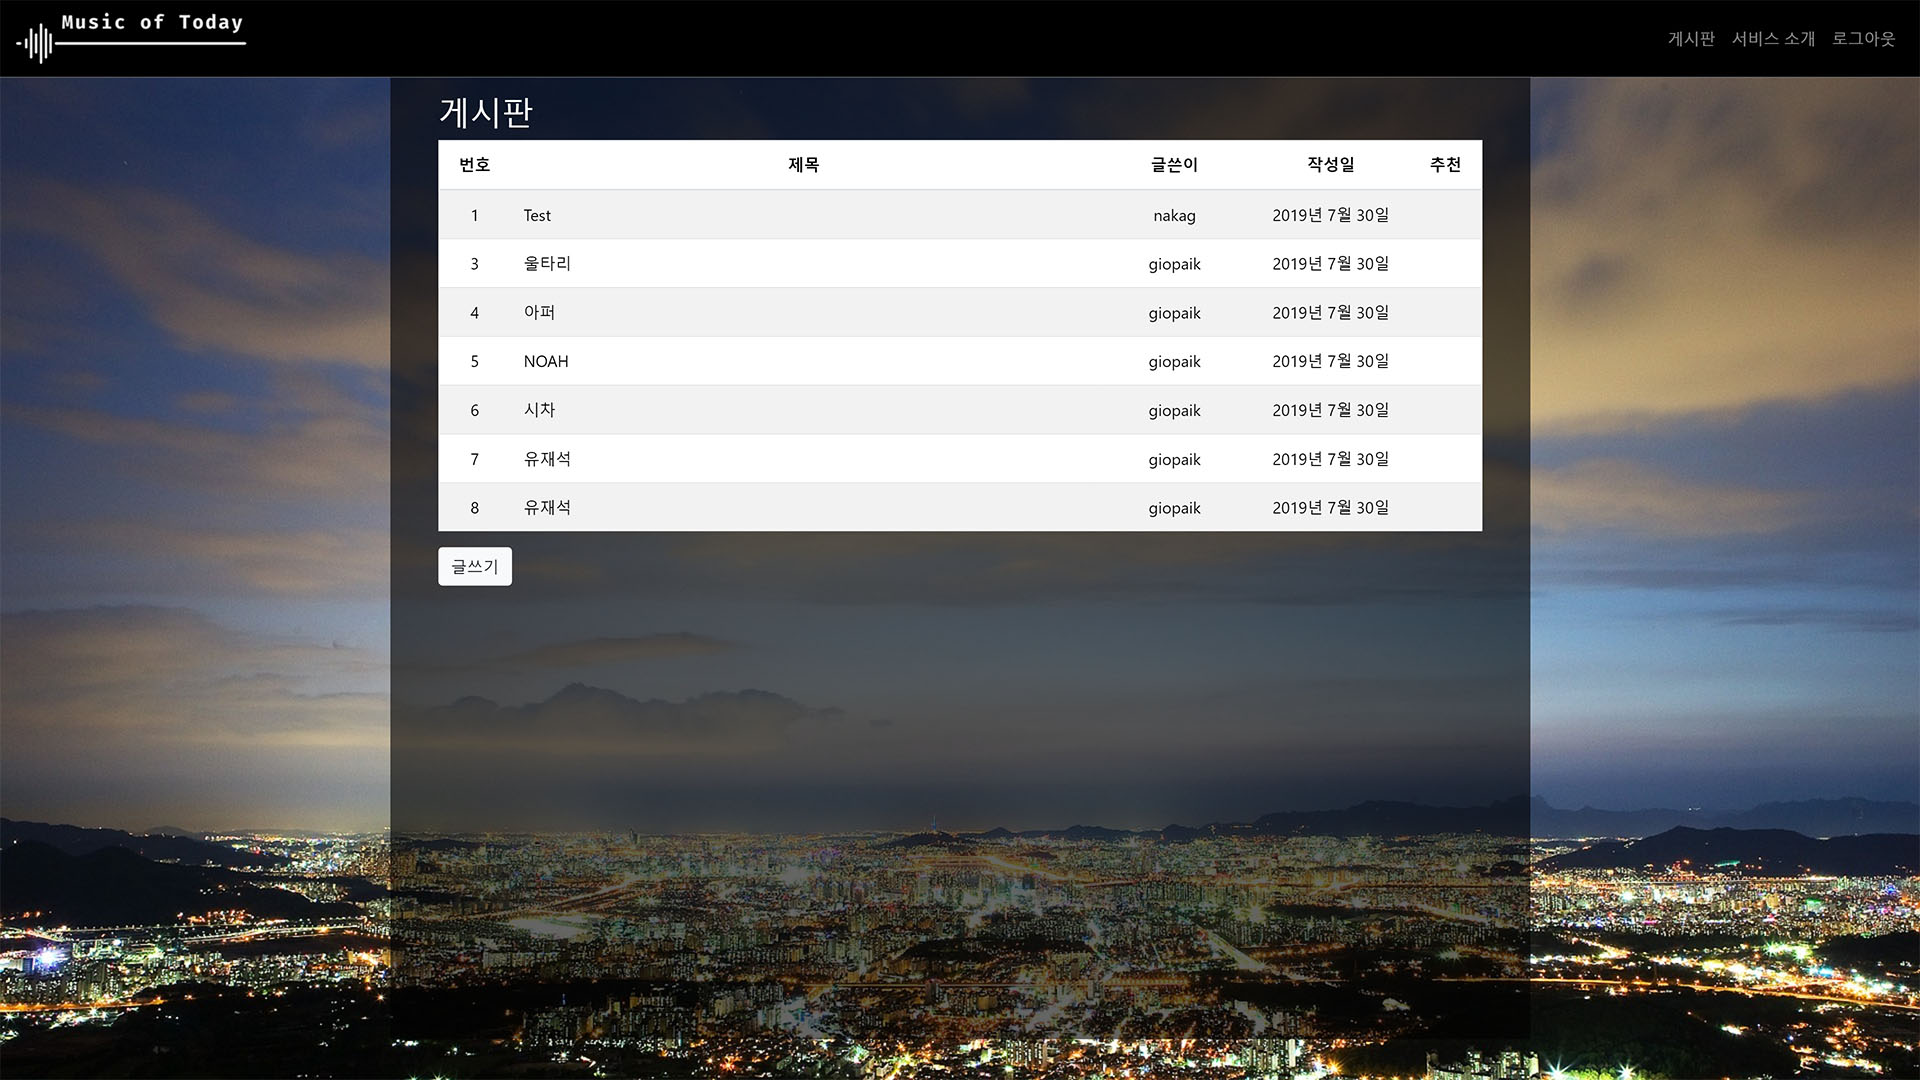 Music of Today
게시판 서비스 소개 로그아웃
게시판
번호 제목 글쓴이 작성일 추천
1 Test nakag 2019년 7월 30일
3 울타리 giopaik 2019년 7월 30일
4 아퍼 giopaik 2019년 7월 30일
5 NOAH giopaik 2019년 7월 30일
6 시차 giopaik 2019년 7월 30일
7 유재석 giopaik 2019년 7월 30일
8 유재석 giopaik 2019년 7월 30일
글쓰기